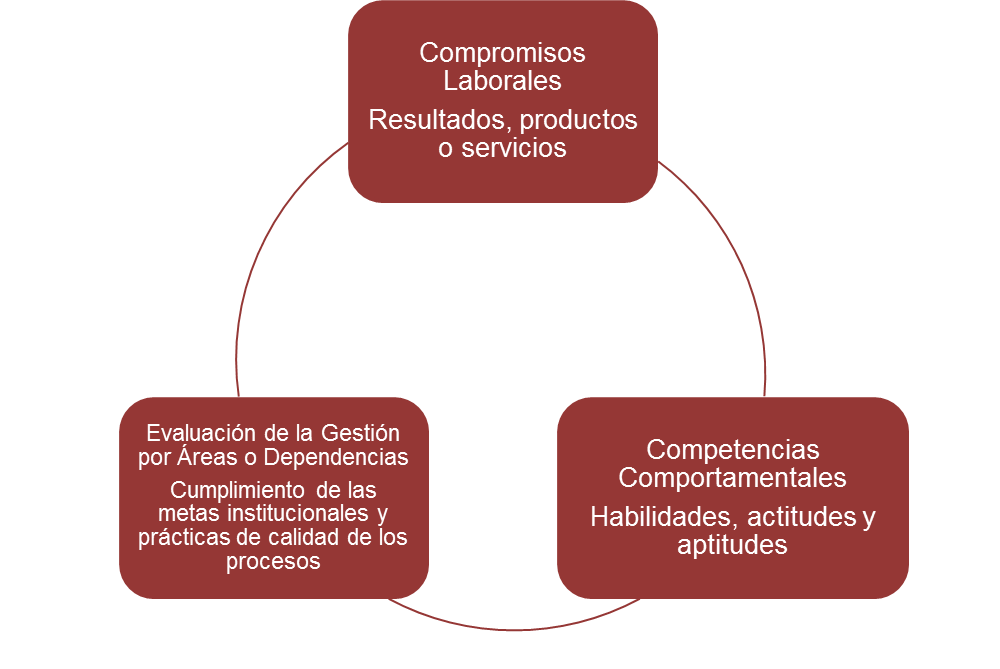 Compromisos
Laborales
Resultados, productos
o servicios
Evaluación de la Gestión
por Áreas o Dependencias
Cumplimiento de las
metas institucionales y
prácticas de calidad de los
procesos
Competencias
Comportamentales
Habilidades, actitudes y
aptitudes